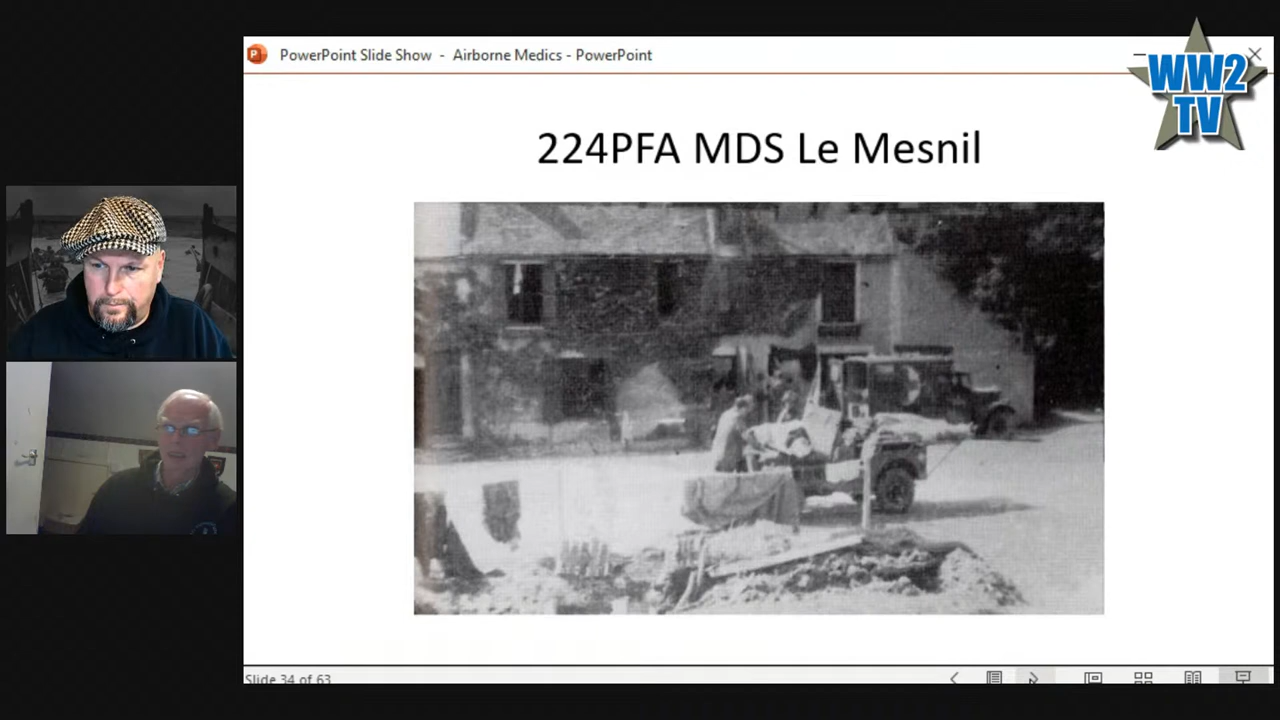 PowerPoint Slide Show - Airborne Medics - PowerPoint
WW2
TV
224PFA MDS Le Mesnil
Slide 34 of 63